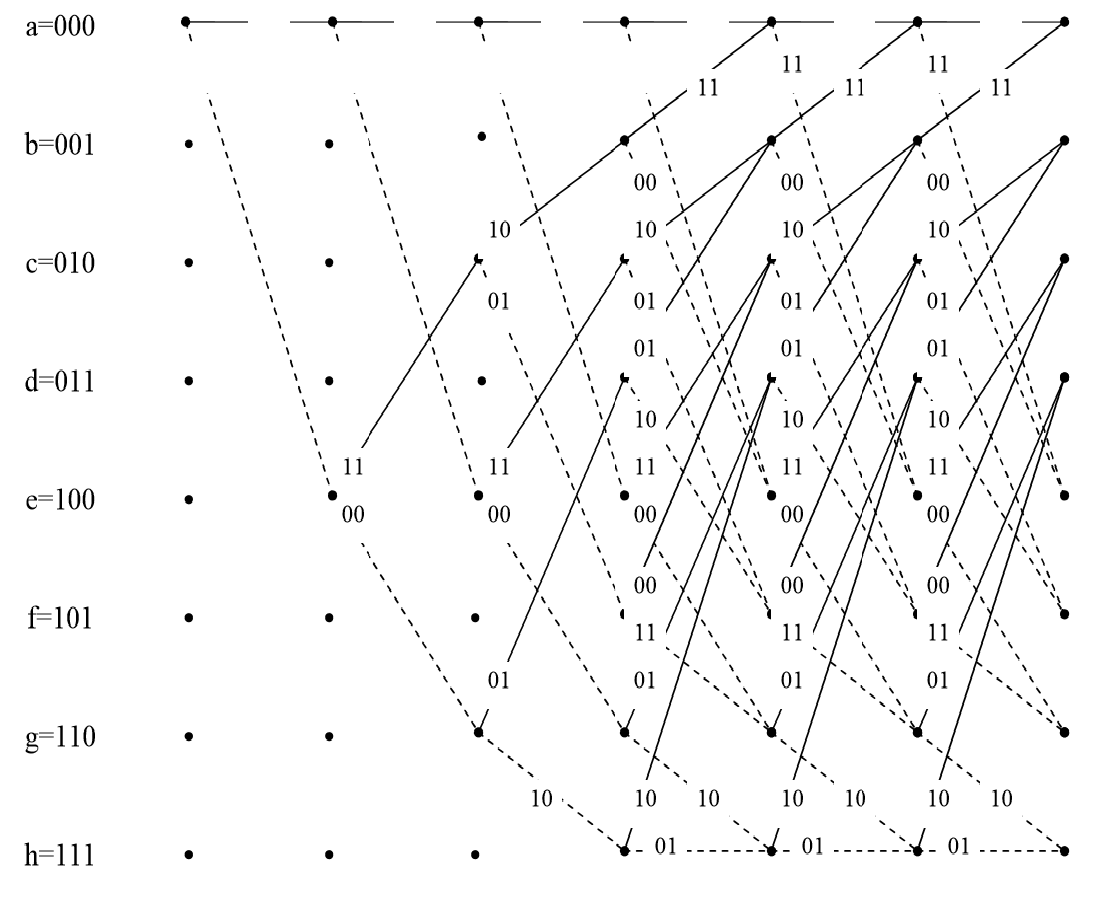 a=000
11 11
11 11 11
b=001
00 00 00
10 10 10 10
c=010
01 01 01 01
01 01 01
d=011
10 10 10
11 11 11 11 11
e=100
00 00 00 00 00
00 00 00
f=101
11 11 11
01 01 01 01
g=110
10 10 10 10 10 10 10
h=111 01 01 01